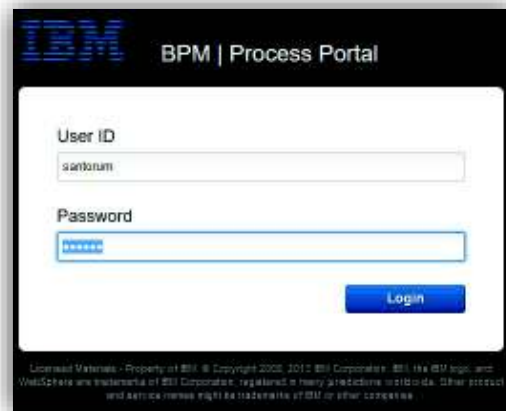 IBM
BPM | Process Portal
User ID
santorum
Password
••••••
Login
Licensed Materials - Property of IBM. © Copyright 2000, 2013 IBM Corporation. IBM, the IBM logo, and
WebSphere are trademarks of IBM Corporation, registered in many jurisdictions worldwide. Other product
and service names might be trademarks of IBM or other companies.